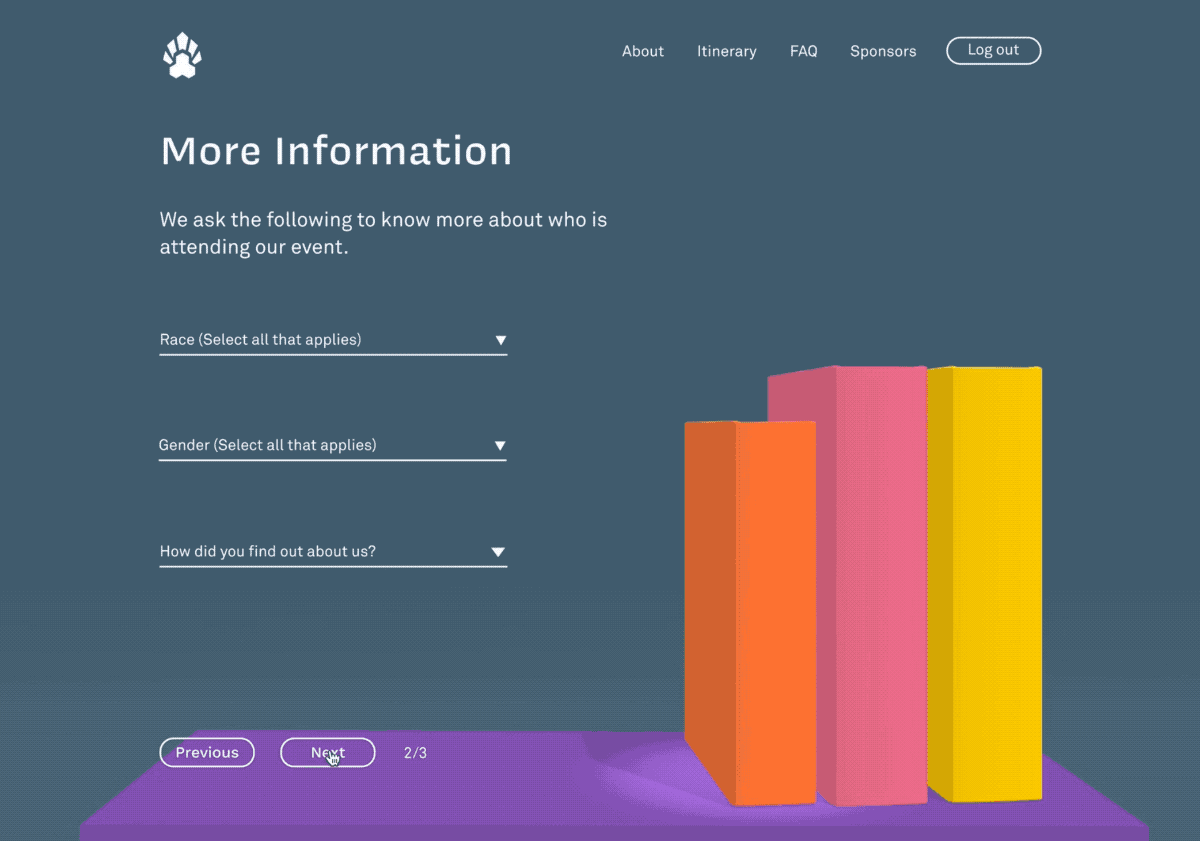 About Itinerary FAQ Sponsors Log out
More Information
We ask the following to know more about who is
attending our event.
Race (Select all that applies)
Gender (Select all that applies)
How did you find out about us?
Previous Next 2/3